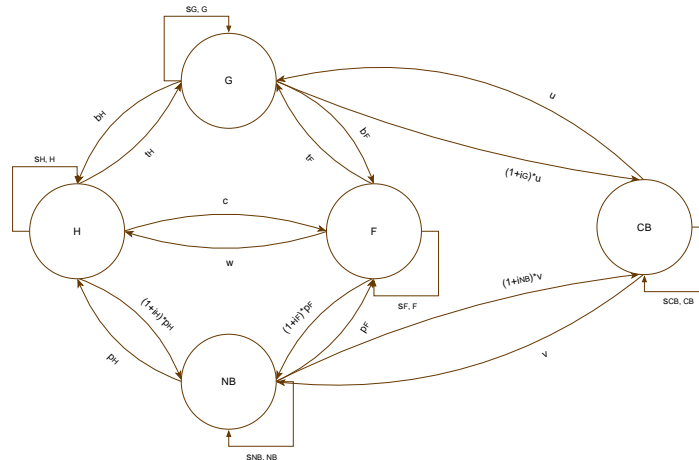 SG, G
G
u
bH
bF
tH
tF
SH, H
(1+iG)*u
c
H
F
CB
w
(1+iNB)*v
SF, F
SCB, CB
(1+iH)*pH
(1+iF)*pF
pF
pH
v
NB
SNB, NB